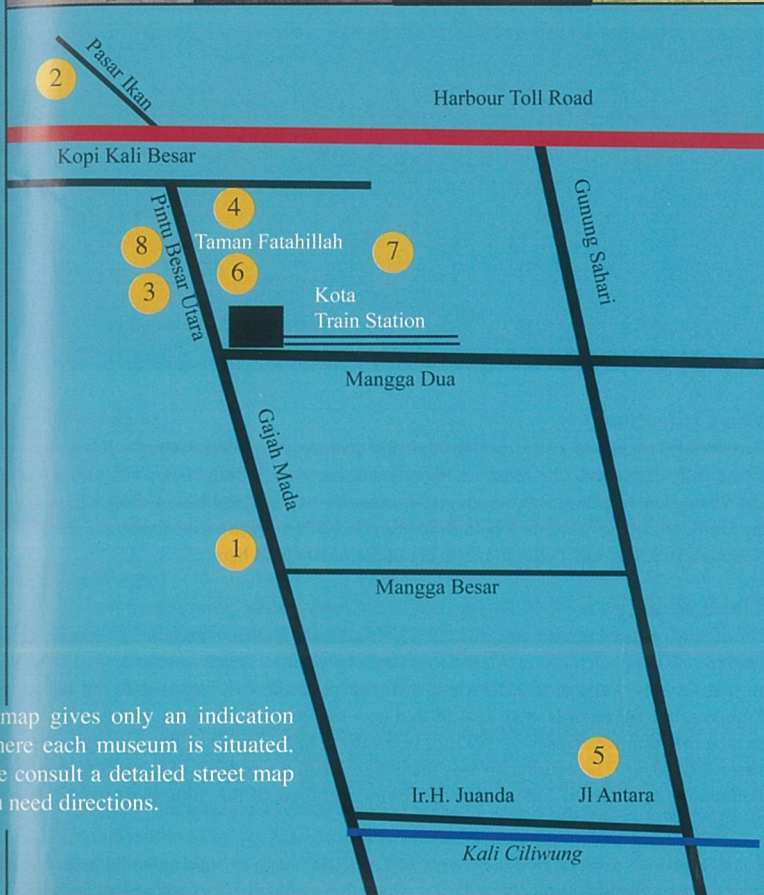 Pasar Ikan
2
Harbour Toll Road
Kopi Kali Besar
4
Pintu Besar Utara
8
Taman Fatahillah
7
Gunung Sahari
3
6
Kota
Train Station
Mangga Dua
Gajah Mada
1
Mangga Besar
map gives only an indication
each museum is situated.
consult a detailed street map
need directions.
5
Ir.H. Juanda
Jl Antara
Kali Ciliwung